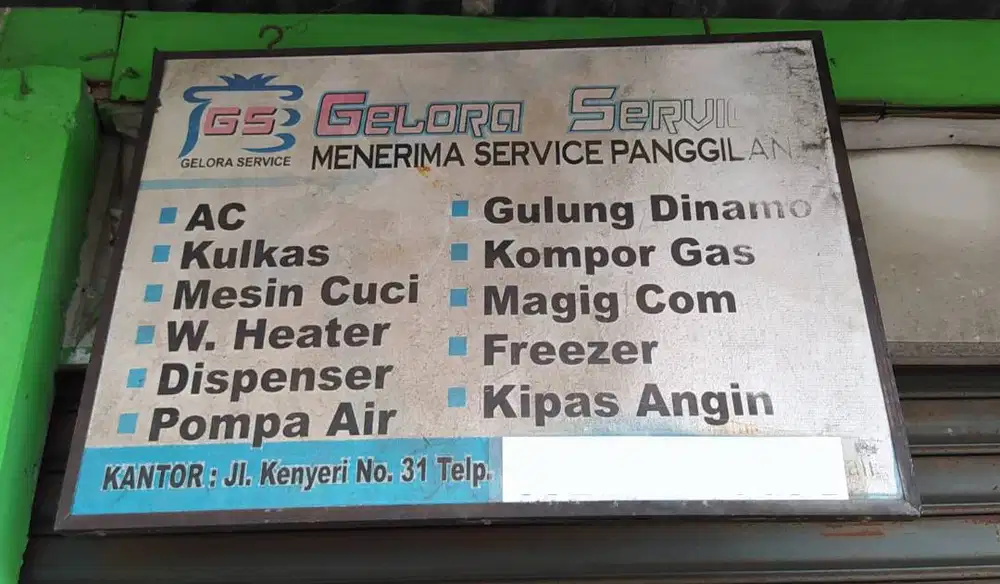 GS
GELORA SERVICE
GELORA SERVIC
MENERIMA SERVICE PANGGILAN
AC
Kulkas
Mesin Cuci
W. Heater
Dispenser
Pompa Air
Gulung Dinamo
Kompor Gas
Magig Com
Freezer
Kipas Angin
KANTOR : Jl. Kenyeri No. 31 Telp.